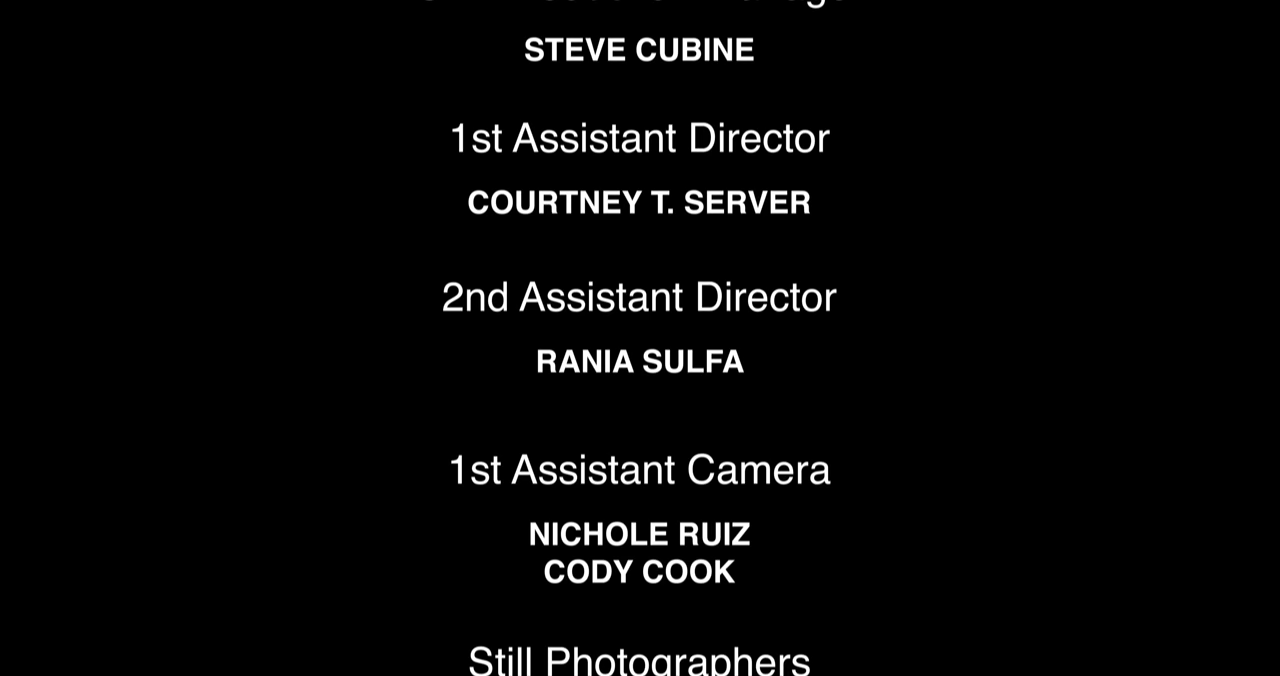 STEVE CUBINE
1st Assistant Director
COURTNEY T. SERVER
2nd Assistant Director
RANIA SULFA
1st Assistant Camera
NICHOLE RUIZ
CODY COOK
Still Photographers